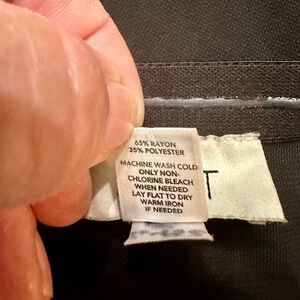 65% RAYON
35% POLYESTER
MACHINE WASH COLD
ONLY NON-
CHLORINE BLEACH
WHEN NEEDED
LAY FLAT TO DRY
WARM IRON
IF NEEDED
T